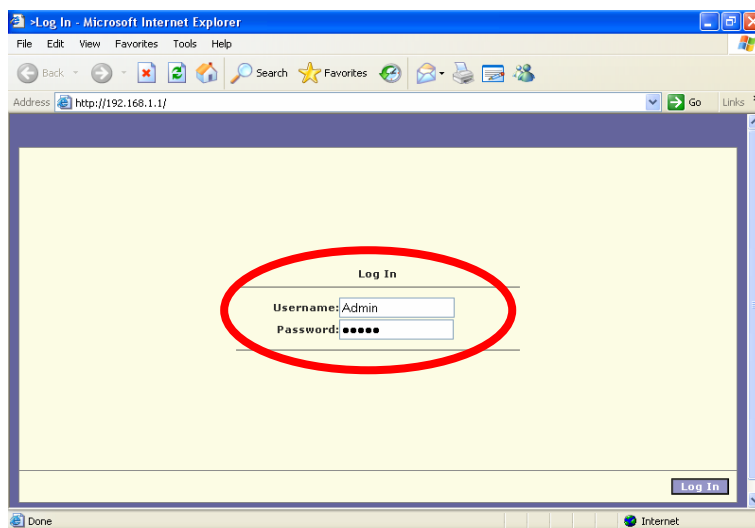 >Log In - Microsoft Internet Explorer
File Edit View Favorites Tools Help
Back Search Favorites
Address http://192.168.1.1/ Go Links
Log In
Username: Admin
Password: •••••
Log In
Done Internet